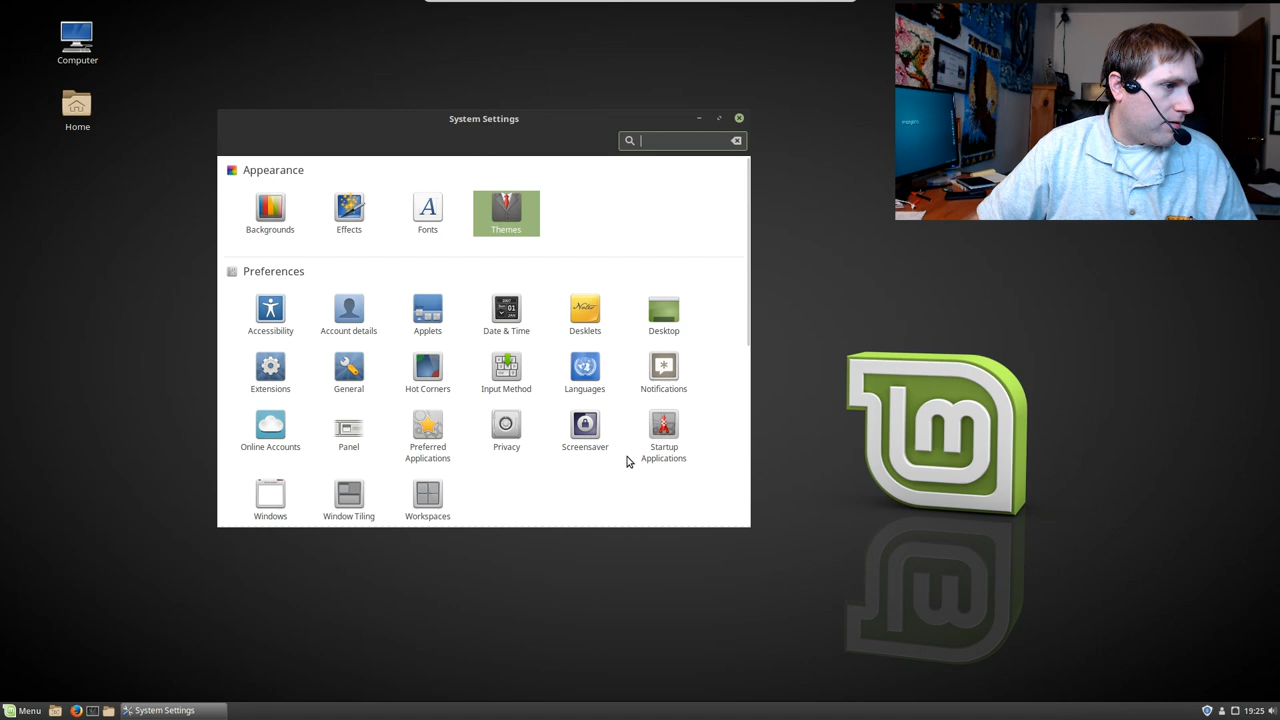 Computer
Home
System Settings
Appearance
Backgrounds
Effects
Fonts
Themes
Preferences
Accessibility
Account details
Applets
Date & Time
Desklets
Desktop
Extensions
General
Hot Corners
Input Method
Languages
Notifications
Online Accounts
Panel
Preferred
Applications
Privacy
Screensaver
Startup
Applications
Windows
Window Tiling
Workspaces
lm
Menu
System Settings
19:25